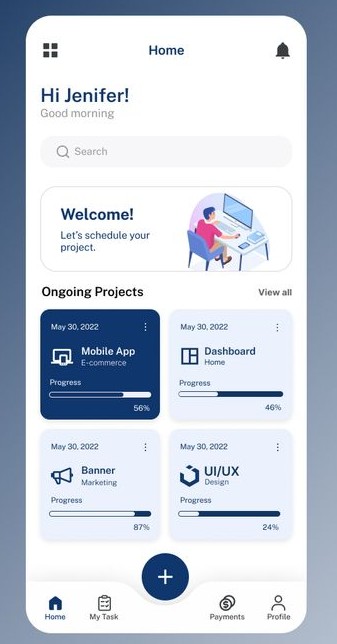 Home
Hi Jenifer!
Good morning
Search
Welcome!
Let's schedule your
project.
Ongoing Projects
View all
May 30, 2022
Mobile App
E-commerce
Progress
56%
May 30, 2022
Dashboard
Home
Progress
46%
May 30, 2022
Banner
Marketing
Progress
87%
May 30, 2022
UI/UX
Design
Progress
24%
Home
My Task
Payments
Profile